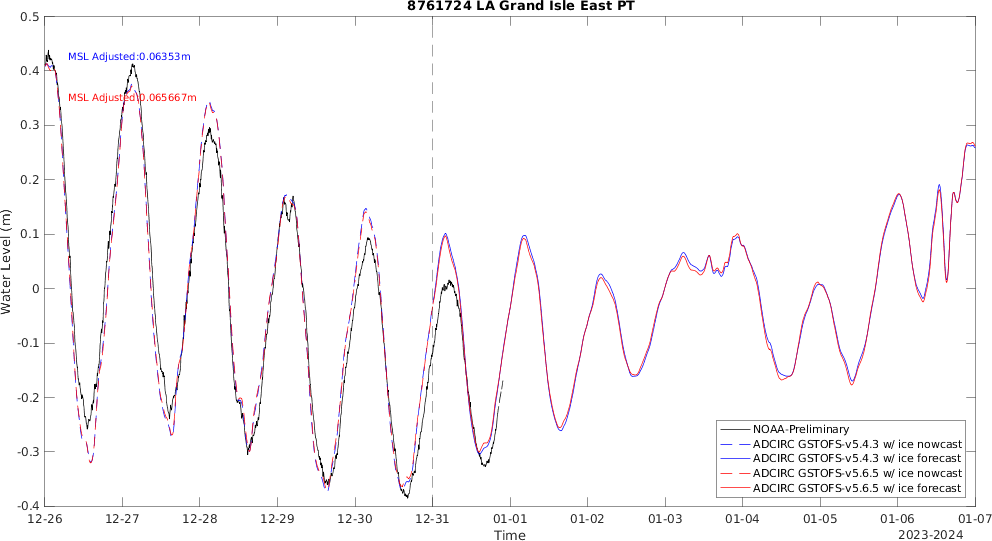 8761724 LA Grand Isle East PT
0.5
0.4
0.3
0.2
0.1
0
-0.1
-0.2
-0.3
-0.4
Water Level (m)
MSL Adjusted:0.06353m
MSL Adjusted:0.065667m
NOAA-Preliminary
ADCIRC GSTOFS-v5.4.3 w/ ice nowcast
ADCIRC GSTOFS-v5.4.3 w/ ice forecast
ADCIRC GSTOFS-v5.6.5 w/ ice nowcast
ADCIRC GSTOFS-v5.6.5 w/ ice forecast
12-26 12-27 12-28 12-29 12-30 12-31 01-01 01-02 01-03 01-04 01-05 01-06 01-07
Time
2023-2024